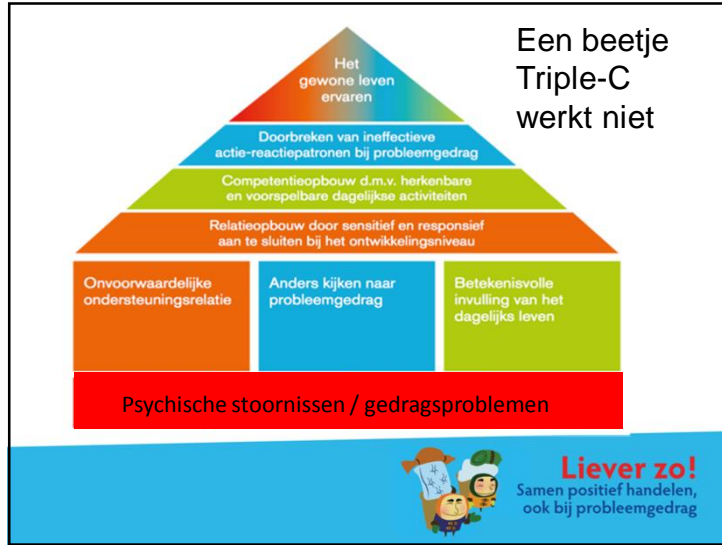 Een beetje
Triple-C
werkt niet
Het
gewone leven
ervaren
Doorbreken van ineffectieve
actie-reactiepatronen bij probleemgedrag
Competentieopbouw d.m.v. herkenbare
en voorspelbare dagelijkse activiteiten
Relatieopbouw door sensitief en responsief
aan te sluiten bij het ontwikkelingsniveau
Onvoorwaardelijke
ondersteuningsrelatie
Anders kijken naar
probleemgedrag
Betekenisvolle
invulling van het
dagelijks leven
Psychische stoornissen / gedragsproblemen
Liever zo!
Samen positief handelen,
ook bij probleemgedrag